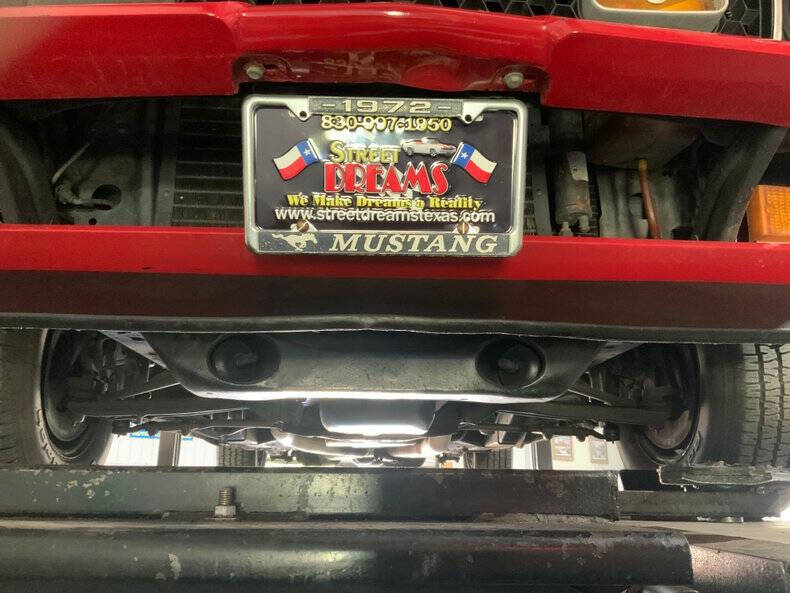 -1972-
830-997-1950
STREET
DREAMS
We Make Dreams a Reality
www.streetdreamstexas.com
MUSTANG